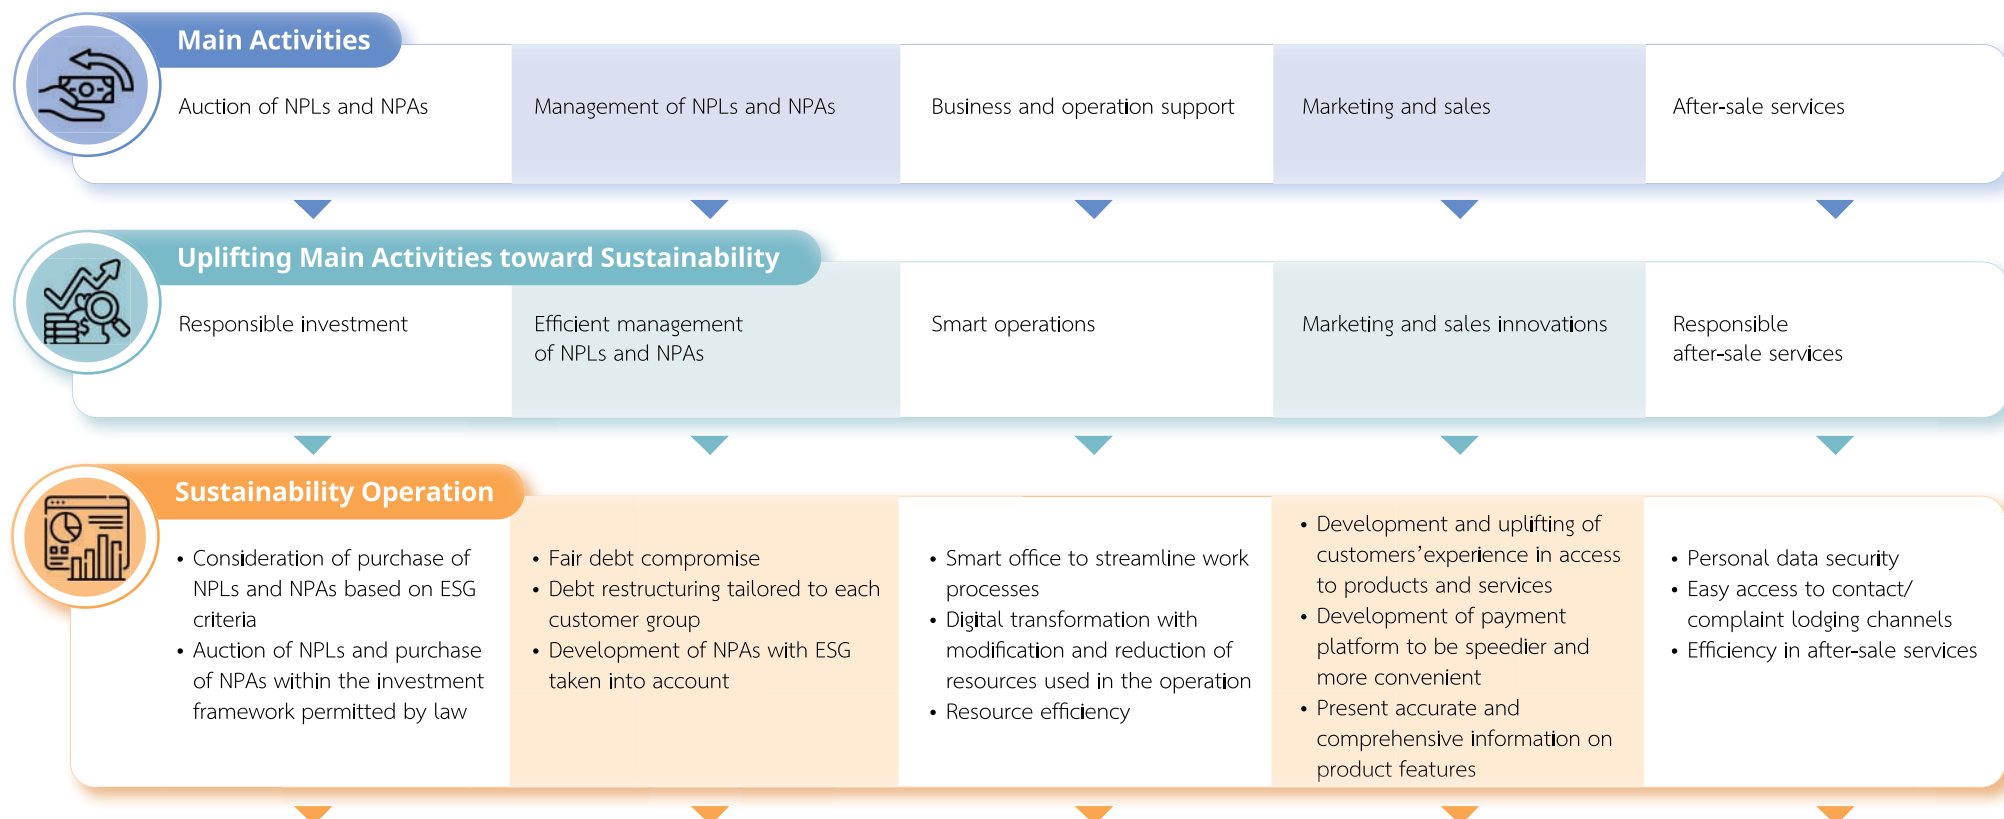 Main Activities
Auction of NPLs and NPAs
Management of NPLs and NPAs
Business and operation support
Marketing and sales
After-sale services
Uplifting Main Activities toward Sustainability
Responsible investment
Efficient management
of NPLs and NPAs
Smart operations
Marketing and sales innovations
Responsible
after-sale services
Sustainability Operation
• Consideration of purchase of
NPLs and NPAs based on ESG
criteria
• Auction of NPLs and purchase
of NPAs within the investment
framework permitted by law
• Fair debt compromise
• Debt restructuring tailored to each
customer group
• Development of NPAs with ESG
taken into account
• Smart office to streamline work
processes
• Digital transformation with
modification and reduction of
resources used in the operation
• Resource efficiency
• Development and uplifting of
customers'experience in access
to products and services
• Development of payment
platform to be speedier and
more convenient
• Present accurate and
comprehensive information on
product features
• Personal data security
• Easy access to contact/
complaint lodging channels
• Efficiency in after-sale services